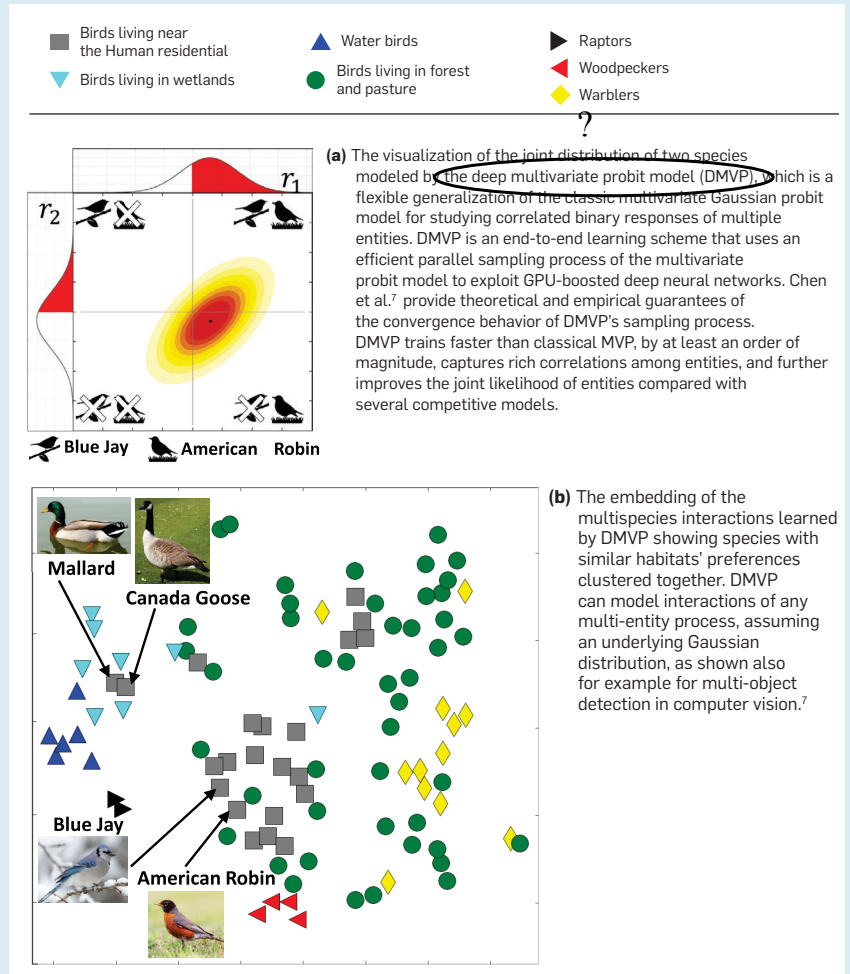 Birds living near
the Human residential
Water birds
Raptors
Birds living in wetlands
Birds living in forest
and pasture
Woodpeckers
Warblers
?
(a) The visualization of the joint distribution of two species
modeled by the deep multivariate probit model (DMVP), which is a
flexible generalization of the classic multivariate Gaussian probit
model for studying correlated binary responses of multiple
entities. DMVP is an end-to-end learning scheme that uses an
efficient parallel sampling process of the multivariate
probit model to exploit GPU-boosted deep neural networks. Chen
et al.⁷ provide theoretical and empirical guarantees of
the convergence behavior of DMVP's sampling process.
DMVP trains faster than classical MVP, by at least an order of
magnitude, captures rich correlations among entities, and further
improves the joint likelihood of entities compared with
several competitive models.
r₁
r₂
Blue Jay American Robin
(b) The embedding of the
multispecies interactions learned
by DMVP showing species with
similar habitats' preferences
clustered together. DMVP
can model interactions of any
multi-entity process, assuming
an underlying Gaussian
distribution, as shown also
for example for multi-object
detection in computer vision.⁷
Mallard
Canada Goose
Blue Jay
American Robin